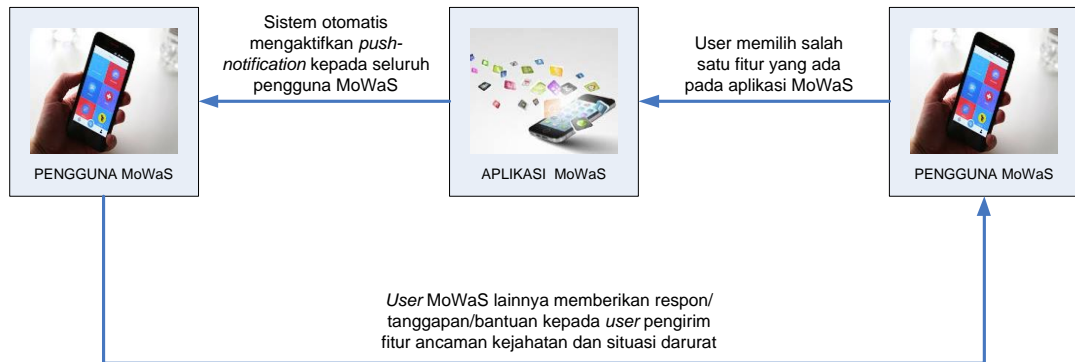 Sistem otomatis
mengaktifkan push-
notification kepada seluruh
pengguna MoWaS
User memilih salah
satu fitur yang ada
pada aplikasi MoWaS
PENGGUNA MoWaS
APLIKASI MoWaS
PENGGUNA MoWaS
User MoWaS lainnya memberikan respon/
tanggapan/bantuan kepada user pengirim
fitur ancaman kejahatan dan situasi darurat